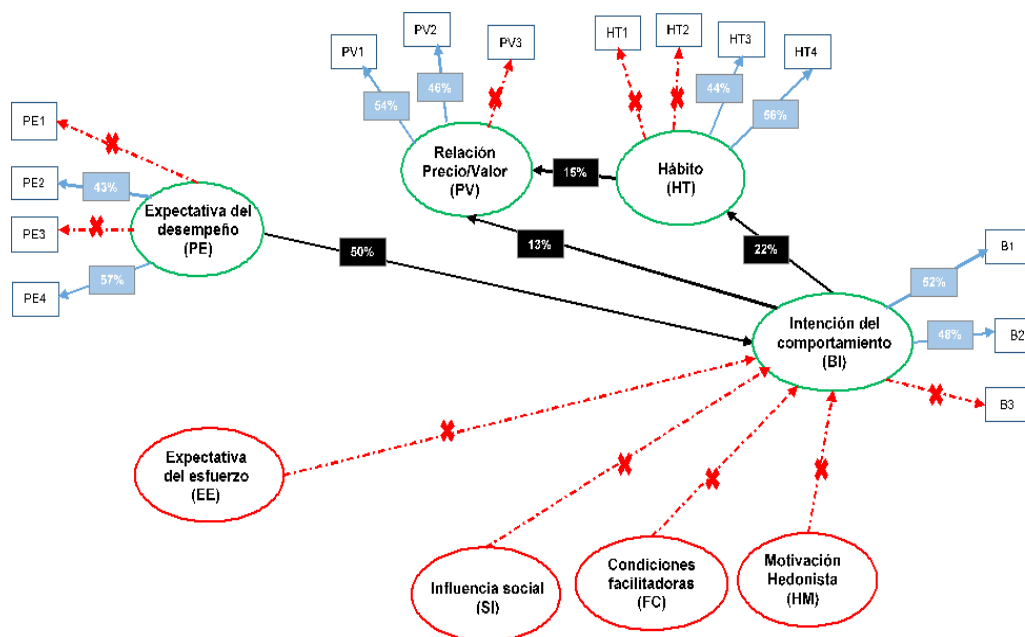 PV1
PV2
PV3
HT1
HT2
HT3
HT4
54%
46%
44%
56%
PE1
PE2
PE3
PE4
43%
57%
Expectativa del
desempeño
(PE)
Relación
Precio/Valor
(PV)
15%
Hábito
(HT)
50%
13%
22%
Intención del
comportamiento
(BI)
52%
48%
B1
B2
B3
Expectativa
del esfuerzo
(EE)
Influencia social
(SI)
Condiciones
facilitadoras
(FC)
Motivación
Hedonista
(HM)